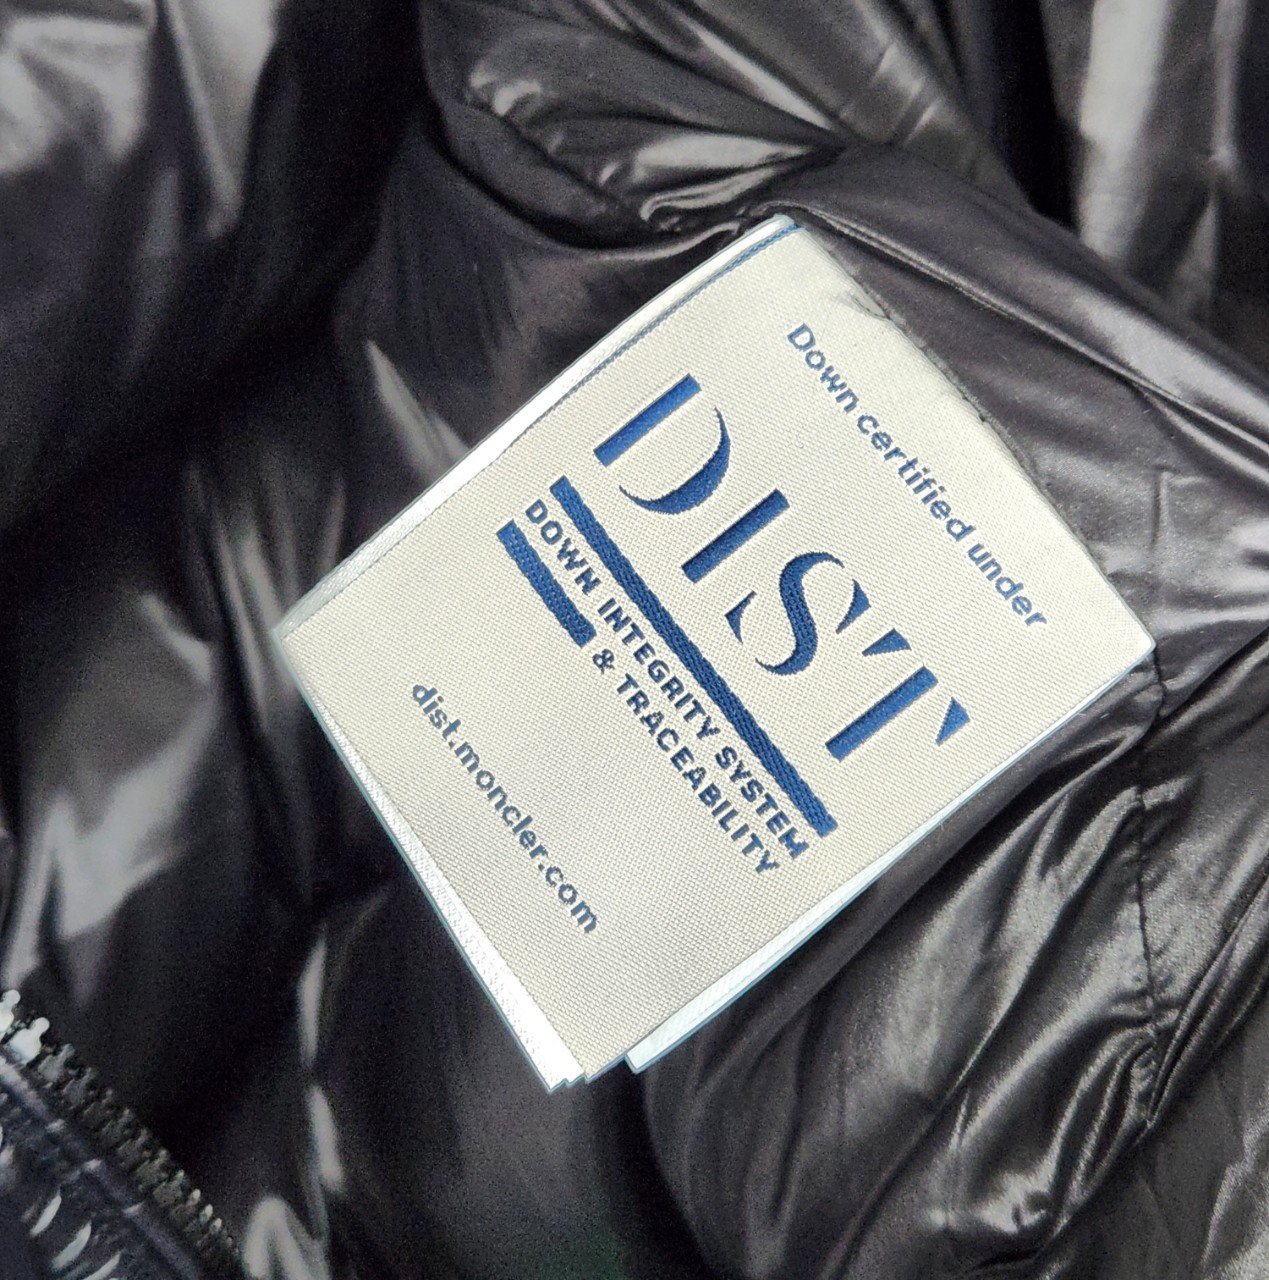 Down certified under
DIST
DOWN INTEGRITY SYSTEM
& TRACEABILITY
dist.moncler.com